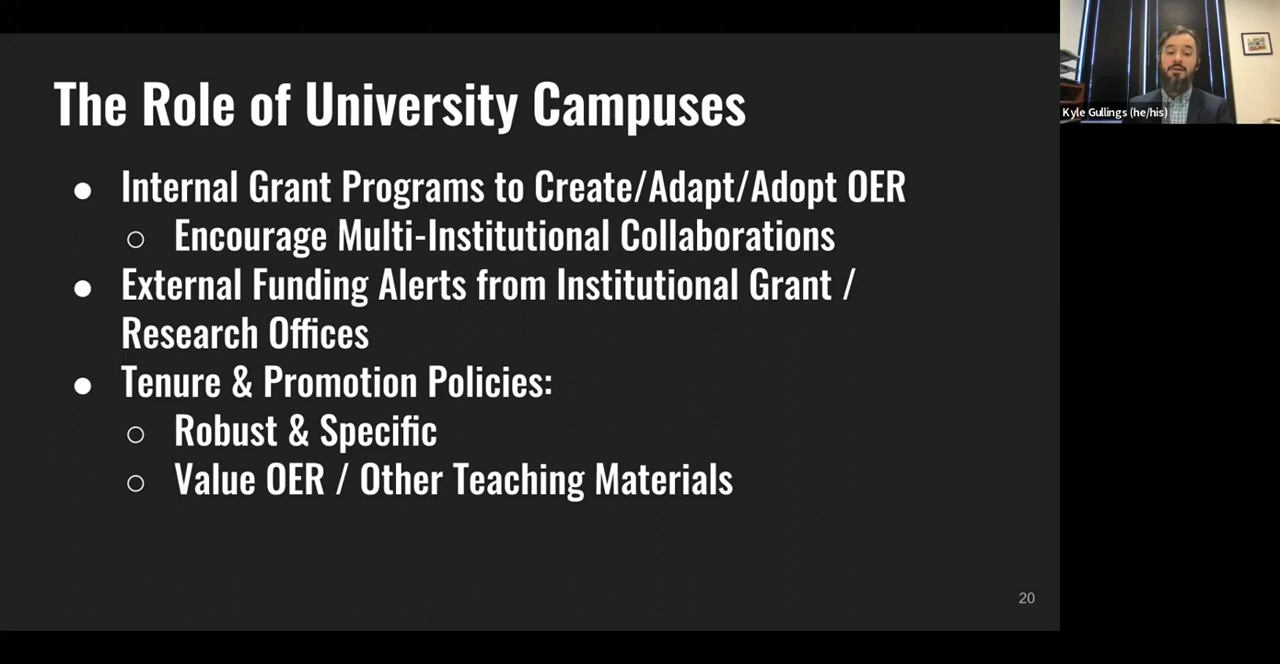 The Role of University Campuses
● Internal Grant Programs to Create/Adapt/Adopt OER
○ Encourage Multi-Institutional Collaborations
● External Funding Alerts from Institutional Grant /
Research Offices
● Tenure & Promotion Policies:
○ Robust & Specific
○ Value OER / Other Teaching Materials
20
Kyle Gullings (he/his)